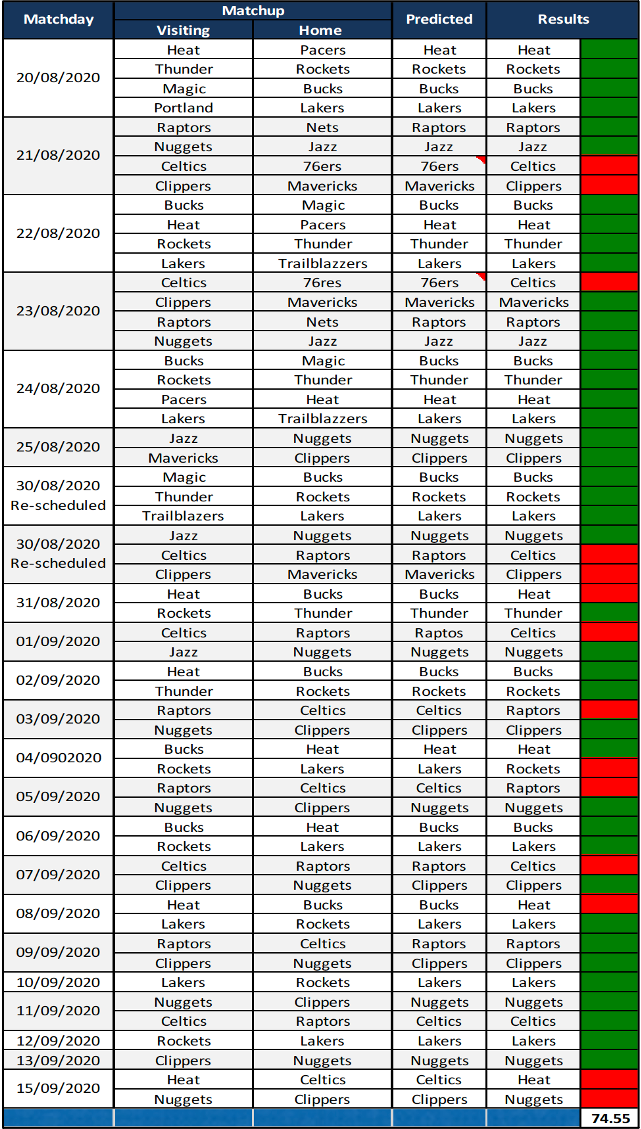 Matchday Matchup Predicted Results
Visiting Home
20/08/2020
Heat Pacers Heat Heat
Thunder Rockets Rockets Rockets
Magic Bucks Bucks Bucks
Portland Lakers Lakers Lakers
21/08/2020
Raptors Nets Raptors Raptors
Nuggets Jazz Jazz Jazz
Celtics 76ers 76ers Celtics
Clippers Mavericks Mavericks Clippers
22/08/2020
Bucks Magic Bucks Bucks
Heat Pacers Heat Heat
Rockets Thunder Thunder Thunder
Lakers Trailblazzers Lakers Lakers
23/08/2020
Celtics 76res 76ers Celtics
Clippers Mavericks Mavericks Mavericks
Raptors Nets Raptors Raptors
Nuggets Jazz Jazz Jazz
24/08/2020
Bucks Magic Bucks Bucks
Rockets Thunder Thunder Thunder
Pacers Heat Heat Heat
Lakers Trailblazzers Lakers Lakers
25/08/2020
Jazz Nuggets Nuggets Nuggets
Mavericks Clippers Clippers Clippers
30/08/2020
Re-scheduled
Magic Bucks Bucks Bucks
Thunder Rockets Rockets Rockets
Trailblazers Lakers Lakers Lakers
30/08/2020
Re-scheduled
Jazz Nuggets Nuggets Nuggets
Celtics Raptors Raptors Celtics
Clippers Mavericks Mavericks Clippers
31/08/2020
Heat Bucks Bucks Heat
Rockets Thunder Thunder Thunder
01/09/2020
Celtics Raptors Raptos Celtics
Jazz Nuggets Nuggets Nuggets
02/09/2020
Heat Bucks Bucks Bucks
Thunder Rockets Rockets Rockets
03/09/2020
Raptors Celtics Celtics Raptors
Nuggets Clippers Clippers Clippers
04/0902020
Bucks Heat Heat Heat
Rockets Lakers Lakers Rockets
05/09/2020
Raptors Celtics Celtics Raptors
Nuggets Clippers Nuggets Nuggets
06/09/2020
Bucks Heat Bucks Bucks
Rockets Lakers Lakers Lakers
07/09/2020
Celtics Raptors Raptors Celtics
Clippers Nuggets Clippers Clippers
08/09/2020
Heat Bucks Bucks Heat
Lakers Rockets Lakers Lakers
09/09/2020
Raptors Celtics Raptors Raptors
Clippers Nuggets Clippers Clippers
10/09/2020 Lakers Rockets Lakers Lakers
11/09/2020
Nuggets Clippers Nuggets Nuggets
Celtics Raptors Celtics Celtics
12/09/2020 Rockets Lakers Lakers Lakers
13/09/2020 Clippers Nuggets Nuggets Nuggets
15/09/2020
Heat Celtics Celtics Heat
Nuggets Clippers Clippers Nuggets
74.55